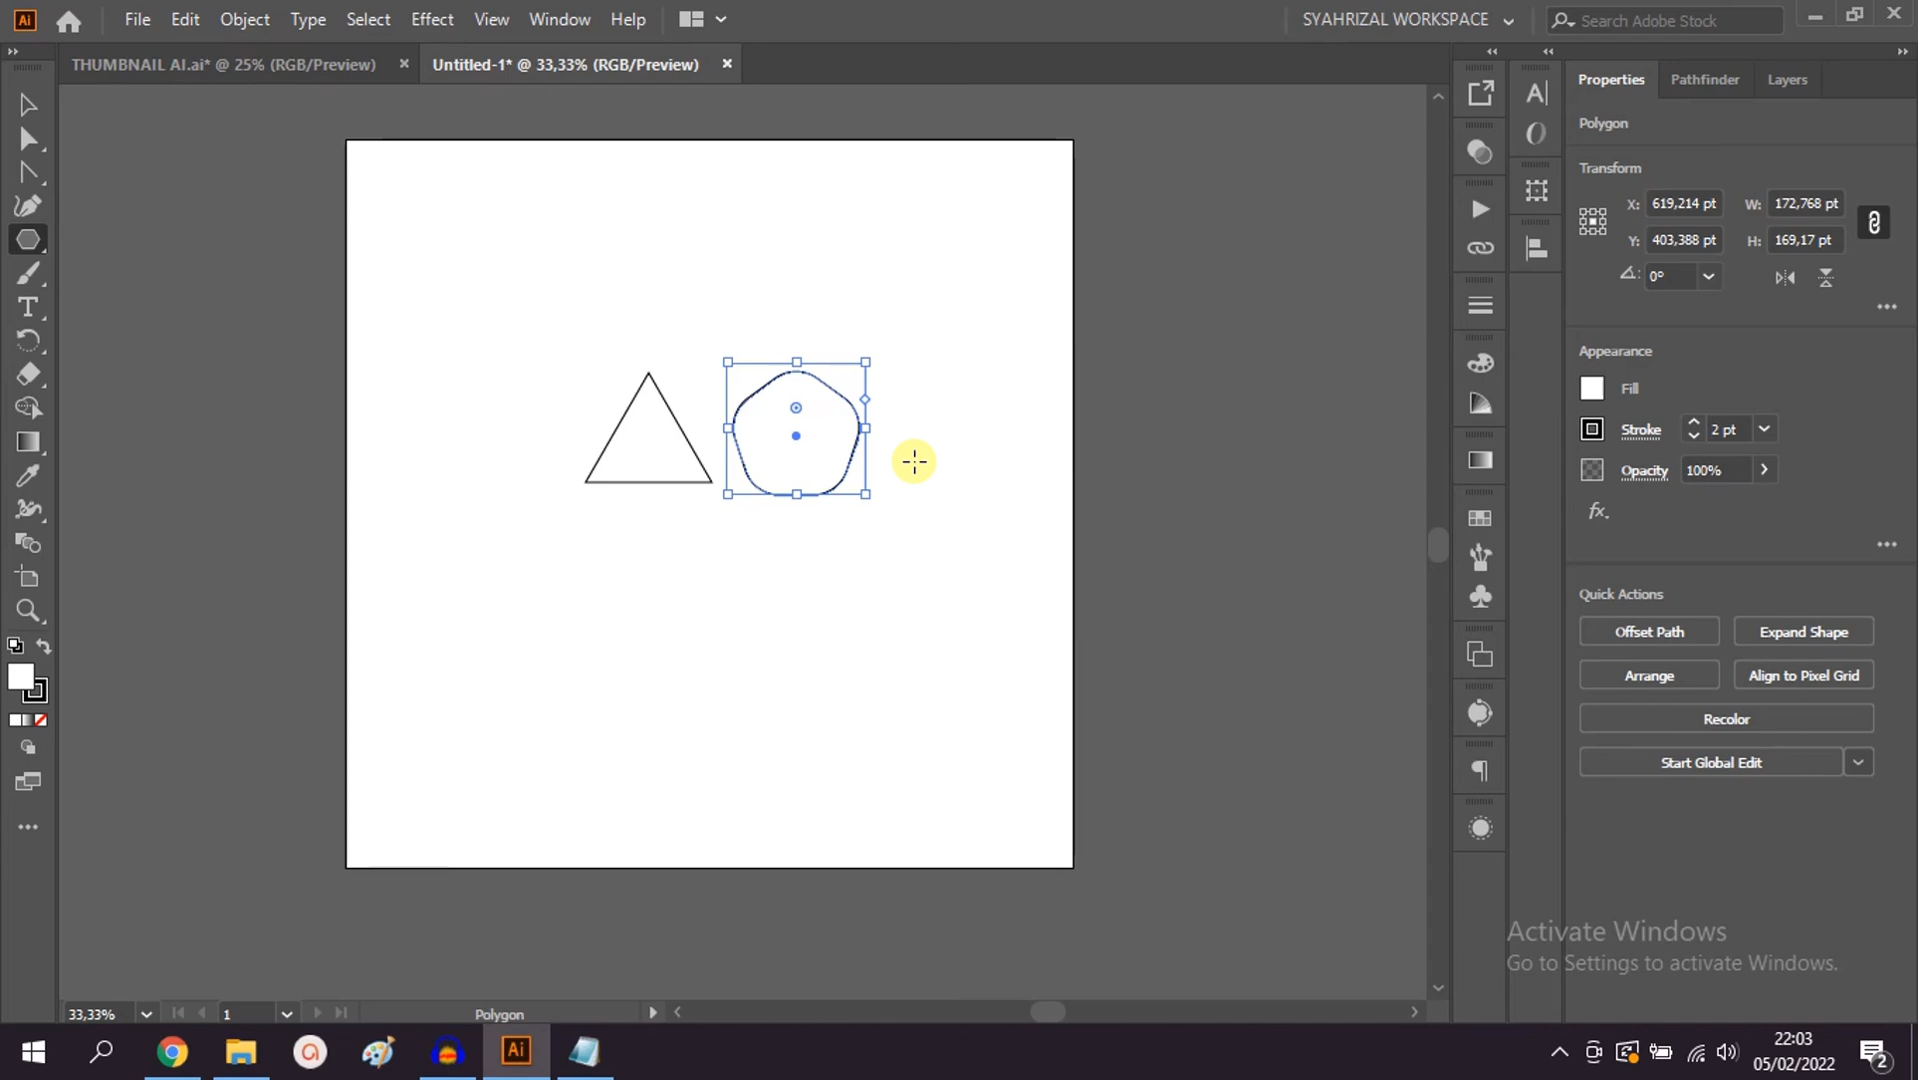 Ai File Edit Object Type Select Effect View Window Help SYAHRIZAL WORKSPACE Search Adobe Stock
THUMBNAIL AI.ai* @ 25% (RGB/Preview) Untitled-1* @ 33,33% (RGB/Preview)
Properties Pathfinder Layers
Polygon
Transform
X: 619,214 pt W: 172,768 pt
Y: 403,388 pt H: 169,17 pt
0°
Appearance
Fill
Stroke 2 pt
Opacity 100%
fx.
Quick Actions
Offset Path Expand Shape
Arrange Align to Pixel Grid
Recolor
Start Global Edit
Activate Windows
Go to Settings to activate Windows.
33,33% 1 Polygon
Ai
22:03
05/02/2022
2